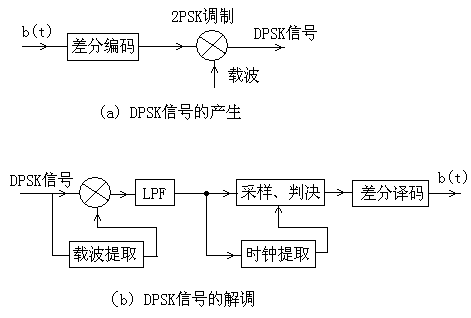 2PSK调制
b(t)
差分编码
DPSK信号
载波
(a) DPSK信号的产生
DPSK信号
LPF
采样、判决
差分译码
b(t)
载波提取
时钟提取
(b) DPSK信号的解调